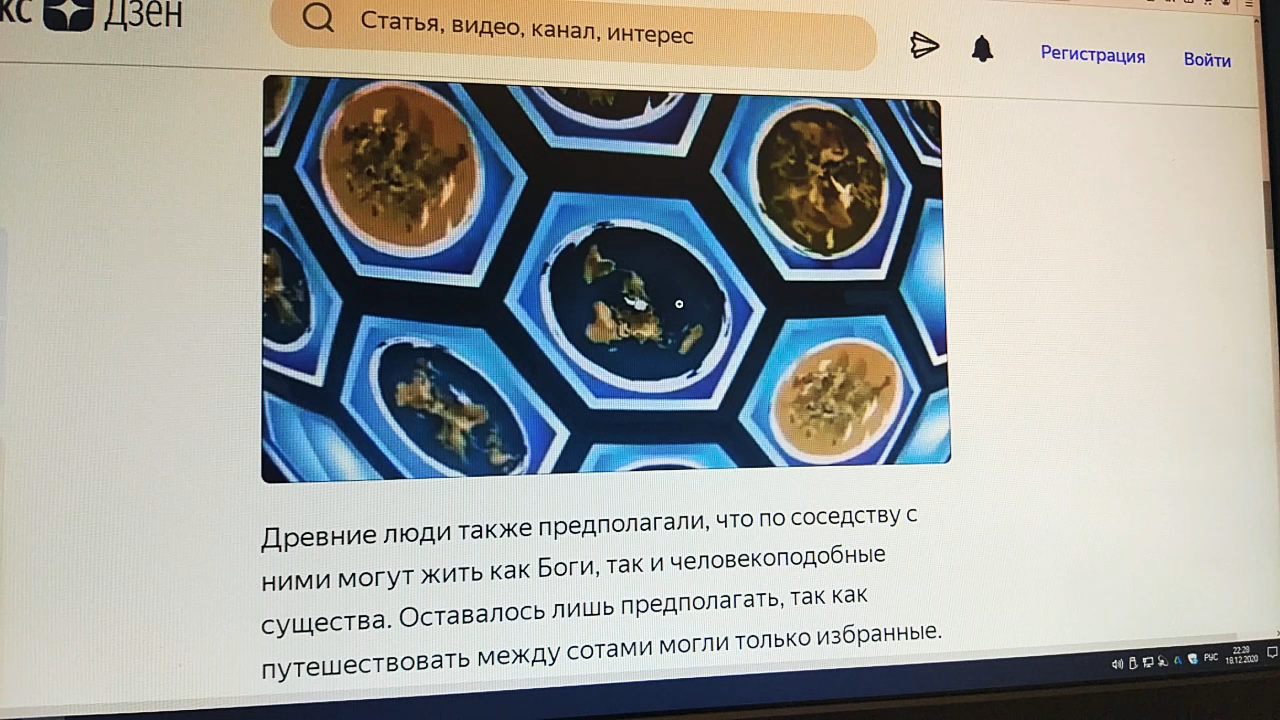 кс Дзен
Статья, видео, канал, интерес
Регистрация
Войти
Древние люди также предполагали, что по соседству с
ними могут жить как Боги, так и человекоподобные
существа. Оставалось лишь предполагать, так как
путешествовать между сотами могли только избранные.
РУС
22:28
18.12.2020